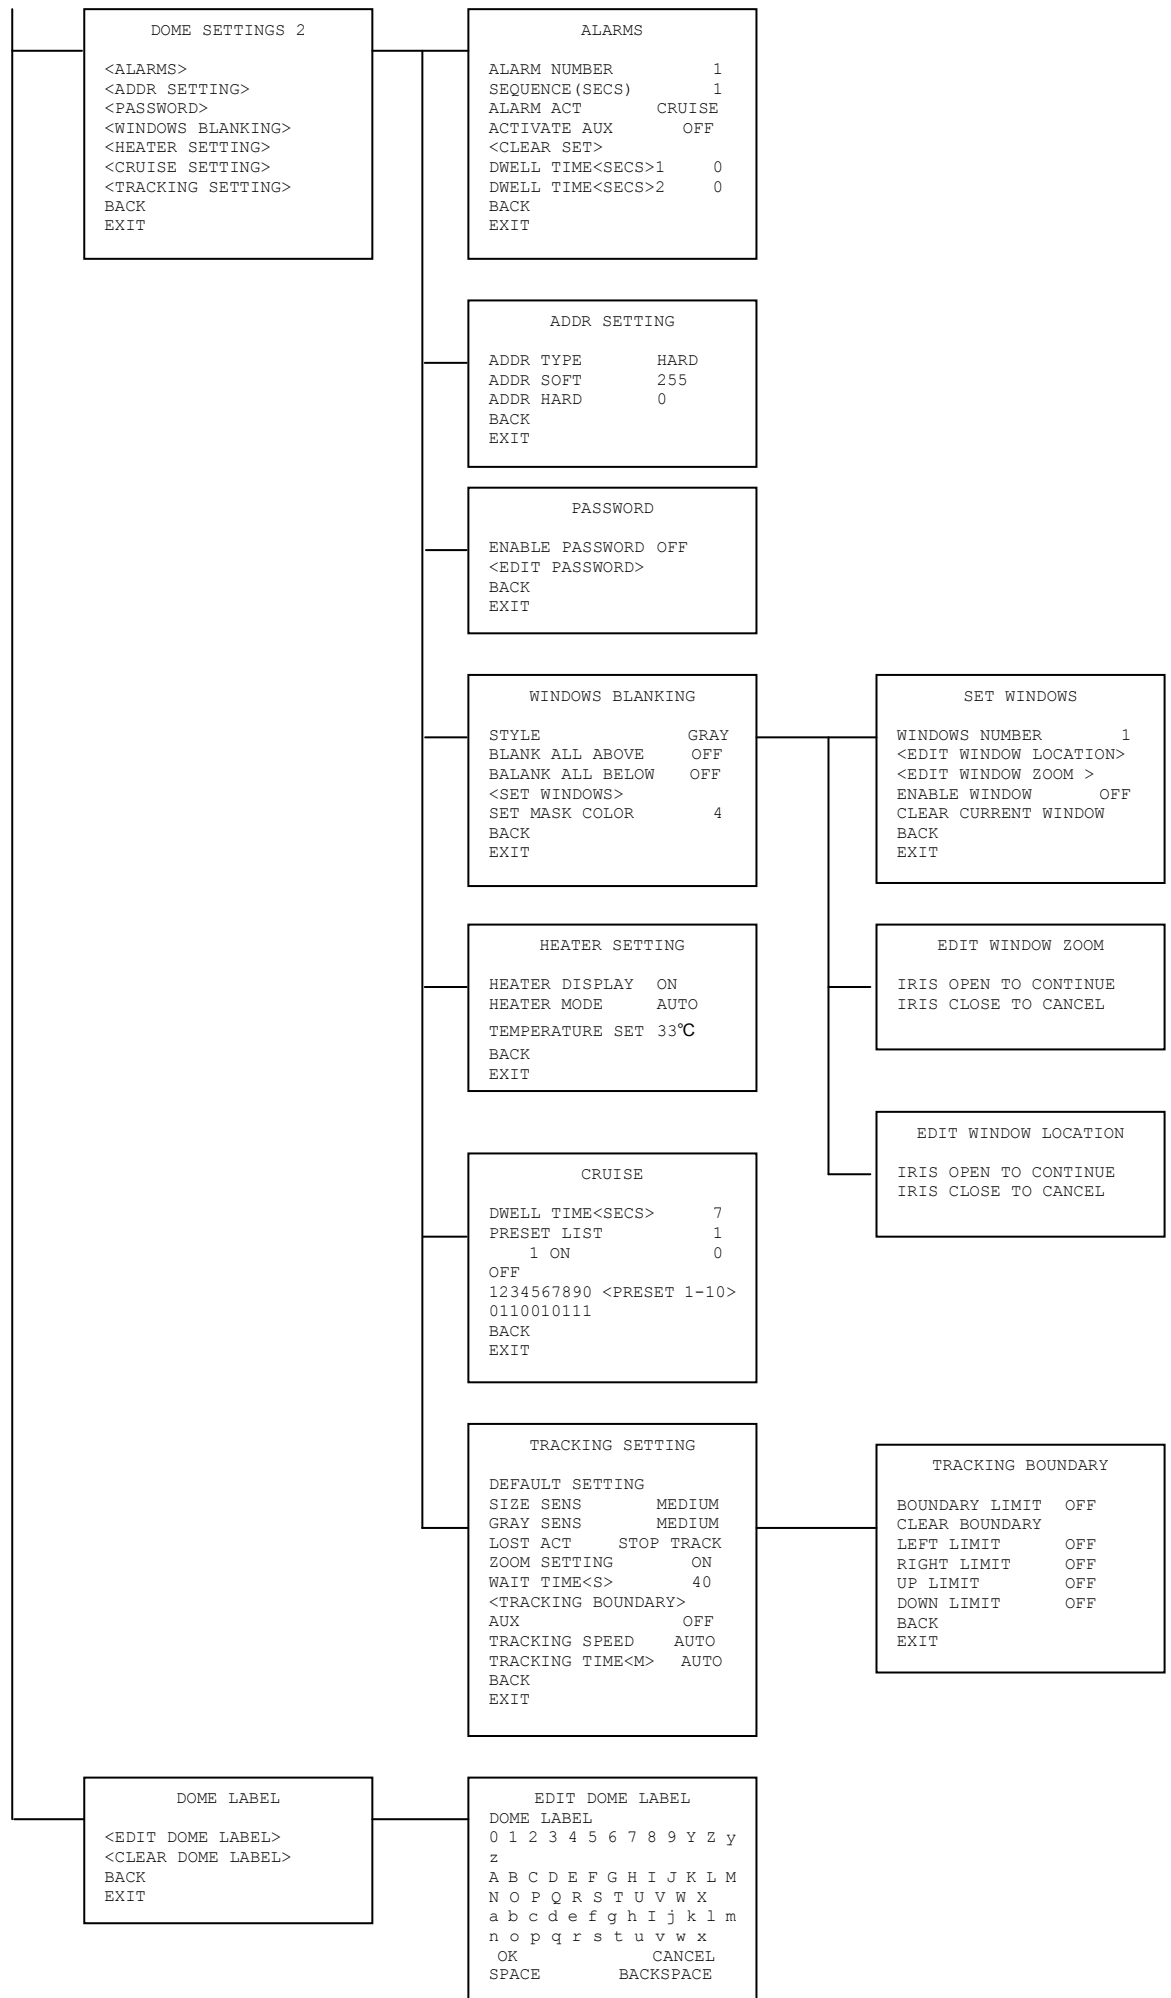 DOME SETTINGS 2
<ALARMS>
<ADDR SETTING>
<PASSWORD>
<WINDOWS BLANKING>
<HEATER SETTING>
<CRUISE SETTING>
<TRACKING SETTING>
BACK
EXIT
ALARMS
ALARM NUMBER 1
SEQUENCE(SECS) 1
ALARM ACT CRUISE
ACTIVATE AUX OFF
<CLEAR SET>
DWELL TIME<SECS>1 0
DWELL TIME<SECS>2 0
BACK
EXIT
ADDR SETTING
ADDR TYPE HARD
ADDR SOFT 255
ADDR HARD 0
BACK
EXIT
PASSWORD
ENABLE PASSWORD OFF
<EDIT PASSWORD>
BACK
EXIT
WINDOWS BLANKING
STYLE GRAY
BLANK ALL ABOVE OFF
BALANK ALL BELOW OFF
<SET WINDOWS>
SET MASK COLOR 4
BACK
EXIT
SET WINDOWS
WINDOWS NUMBER 1
<EDIT WINDOW LOCATION>
<EDIT WINDOW ZOOM >
ENABLE WINDOW OFF
CLEAR CURRENT WINDOW
BACK
EXIT
HEATER SETTING
HEATER DISPLAY ON
HEATER MODE AUTO
TEMPERATURE SET 33℃
BACK
EXIT
EDIT WINDOW ZOOM
IRIS OPEN TO CONTINUE
IRIS CLOSE TO CANCEL
EDIT WINDOW LOCATION
IRIS OPEN TO CONTINUE
IRIS CLOSE TO CANCEL
CRUISE
DWELL TIME<SECS> 7
PRESET LIST 1
1 ON 0
OFF
1234567890 <PRESET 1-10>
0110010111
BACK
EXIT
TRACKING SETTING
DEFAULT SETTING
SIZE SENS MEDIUM
GRAY SENS MEDIUM
LOST ACT STOP TRACK
ZOOM SETTING ON
WAIT TIME<S> 40
<TRACKING BOUNDARY>
AUX OFF
TRACKING SPEED AUTO
TRACKING TIME<M> AUTO
BACK
EXIT
TRACKING BOUNDARY
BOUNDARY LIMIT OFF
CLEAR BOUNDARY
LEFT LIMIT OFF
RIGHT LIMIT OFF
UP LIMIT OFF
DOWN LIMIT OFF
BACK
EXIT
DOME LABEL
<EDIT DOME LABEL>
<CLEAR DOME LABEL>
BACK
EXIT
EDIT DOME LABEL
DOME LABEL
0 1 2 3 4 5 6 7 8 9 Y Z y
z
A B C D E F G H I J K L M
N O P Q R S T U V W X
a b c d e f g h I j k l m
n o p q r s t u v w x
OK CANCEL
SPACE BACKSPACE